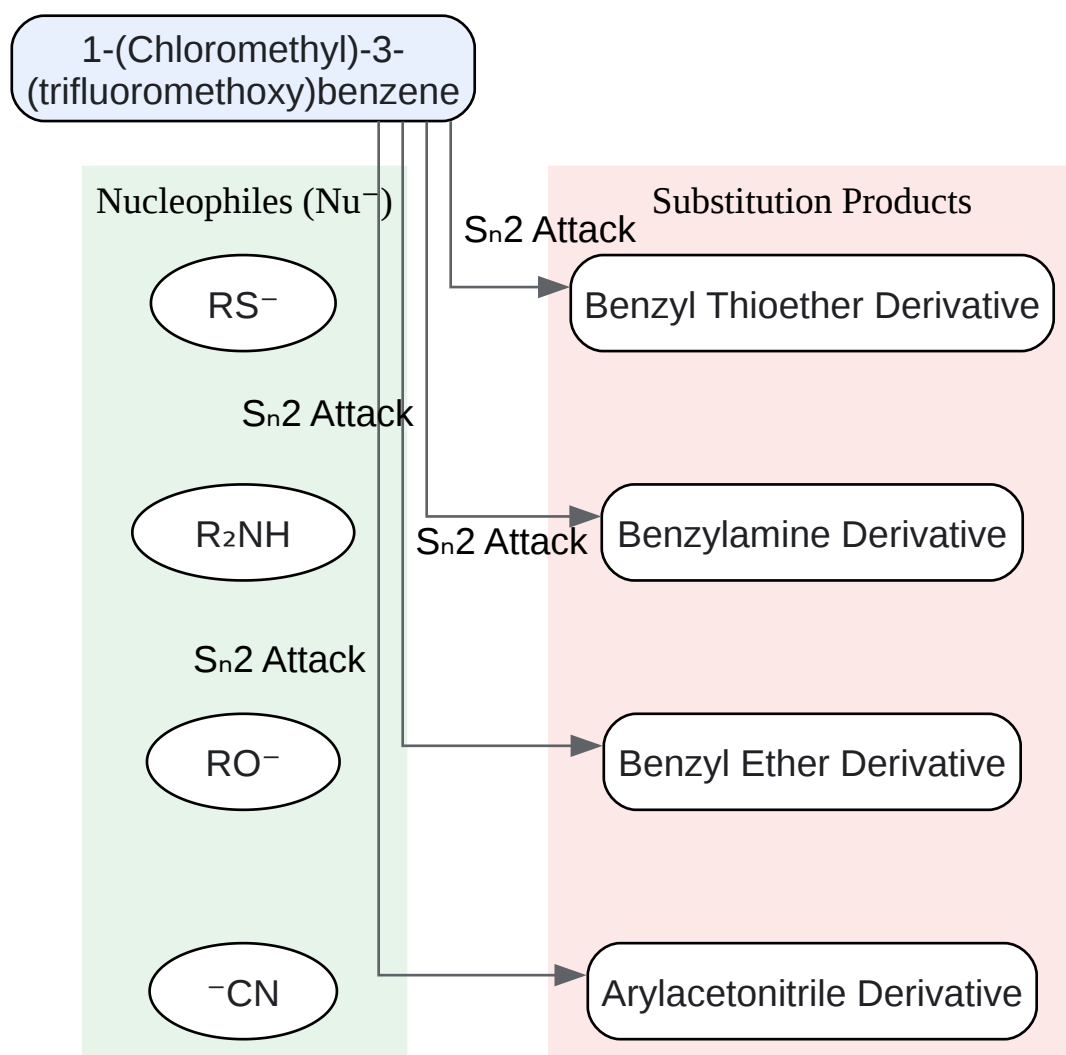 1-(Chloromethyl)-3-
(trifluoromethoxy)benzene
Nucleophiles (Nu⁻)
Substitution Products
Sₙ2 Attack
RS⁻
Benzyl Thioether Derivative
Sₙ2 Attack
R₂NH
Benzylamine Derivative
Sₙ2 Attack
Sₙ2 Attack
RO⁻
Benzyl Ether Derivative
⁻CN
Arylacetonitrile Derivative